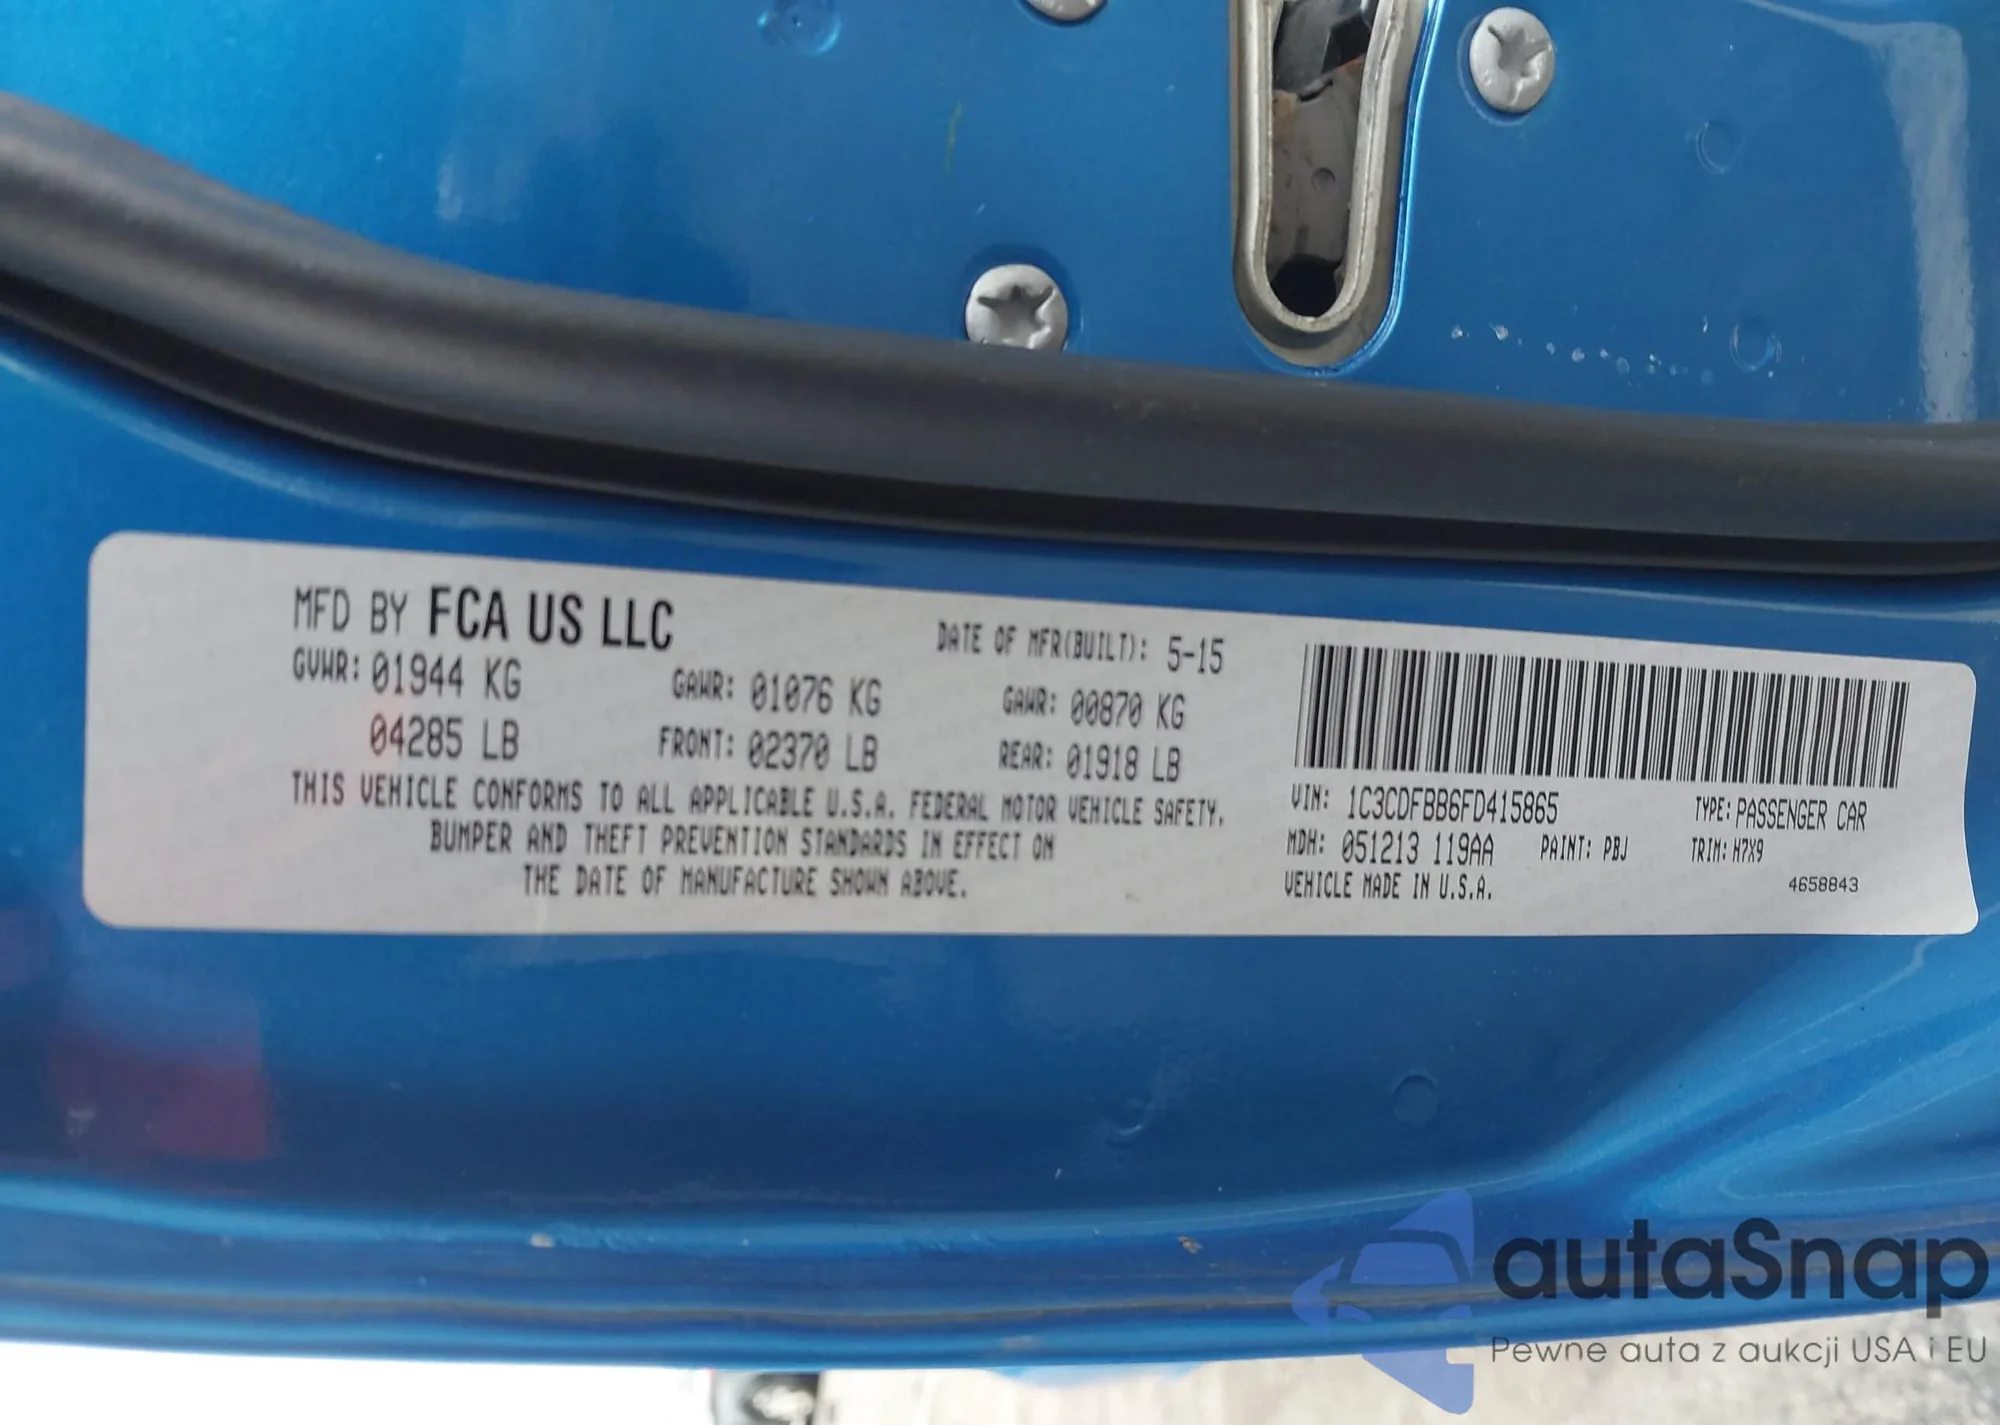 MFD BY FCA US LLC DATE OF MFR(BUILT): 5-15
GVWR: 01944 KG GAWR: 01076 KG GAWR: 00870 KG
04285 LB FRONT: 02370 LB REAR: 01918 LB
THIS VEHICLE CONFORMS TO ALL APPLICABLE U.S.A. FEDERAL MOTOR VEHICLE SAFETY,
BUMPER AND THEFT PREVENTION STANDARDS IN EFFECT ON
THE DATE OF MANUFACTURE SHOWN ABOVE.
VIN: 1C3CDFBB6FD415865 TYPE: PASSENGER CAR
MDH: 051213 119AA PAINT: PBJ TRIM: H7X9
VEHICLE MADE IN U.S.A. 4658843
autaSnap
Pewne auta z aukcji USA i EU